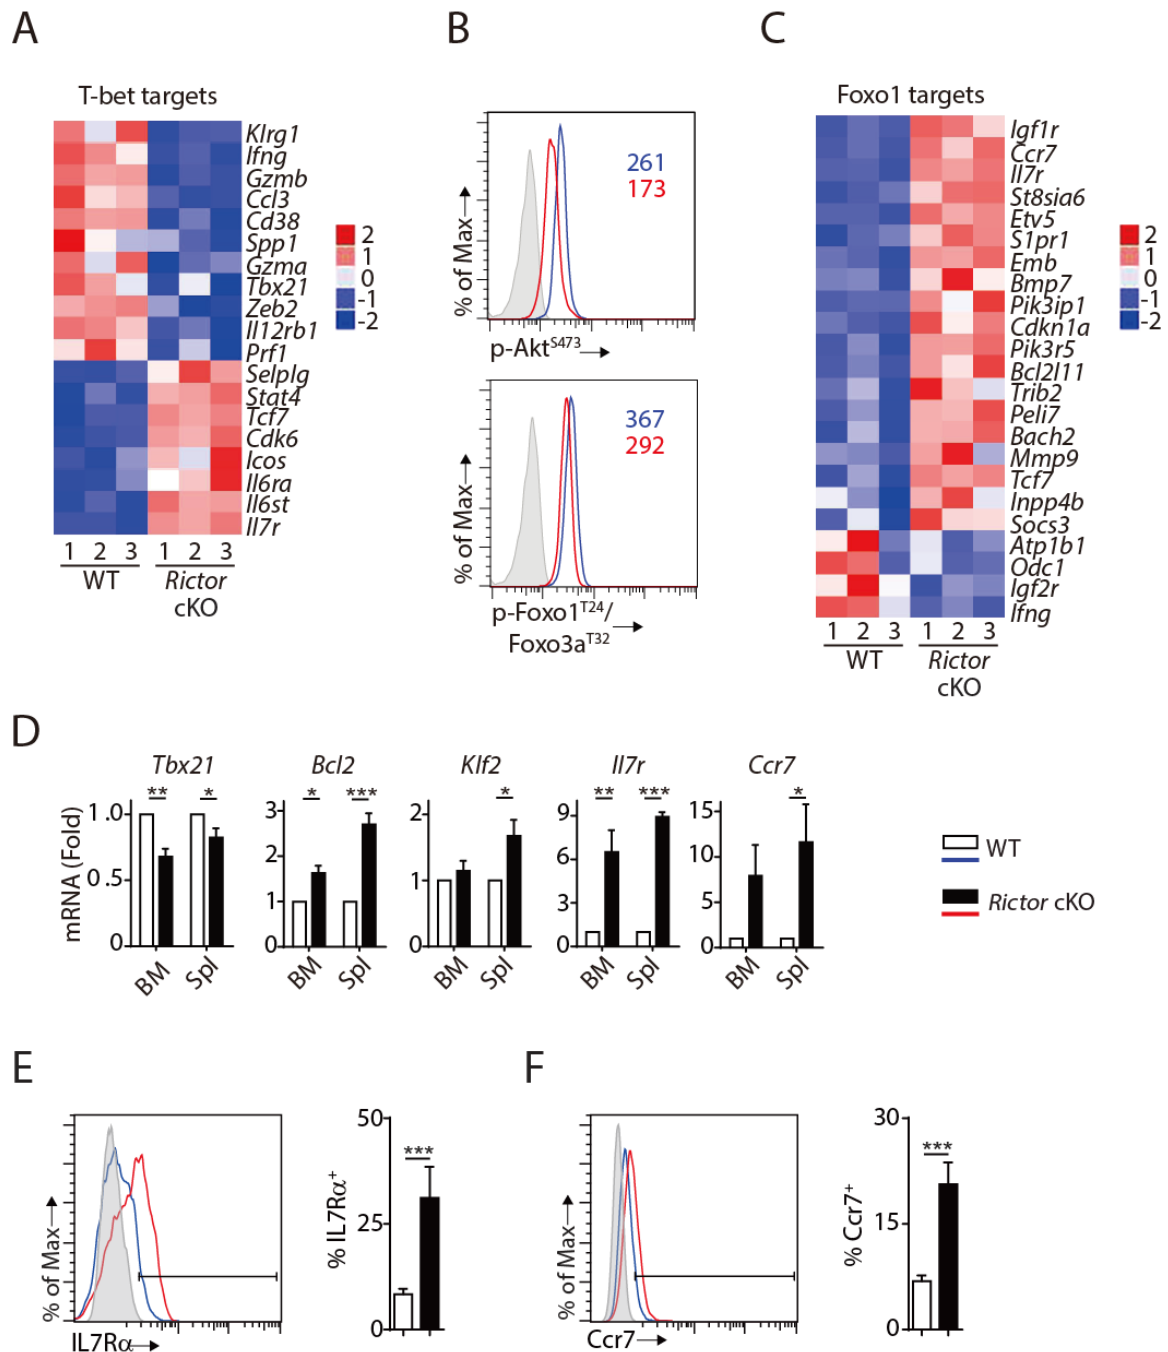 A
B
C
T-bet targets
Klrg1
Ifng
Gzmb
Ccl3
Cd38
Spp1
Gzma
Tbx21
Zeb2
Il12rb1
Prf1
Selplg
Stat4
Tcf7
Cdk6
Icos
Il6ra
Il6st
Il7r
2
1
0
-1
-2
1 2 3 1 2 3
WT Rictor
cKO
% of Max
261
173
p-Akt^S473
% of Max
367
292
p-Foxo1^T24/
Foxo3a^T32
Foxo1 targets
Igf1r
Ccr7
Il7r
St8sia6
Etv5
S1pr1
Emb
Bmp7
Pik3ip1
Cdkn1a
Pik3r5
Bcl2l11
Trib2
Peli7
Bach2
Mmp9
Tcf7
Inpp4b
Socs3
Atp1b1
Odc1
Igf2r
Ifng
2
1
0
-1
-2
1 2 3 1 2 3
WT Rictor
cKO
D
Tbx21 Bcl2 Klf2 Il7r Ccr7
** * * *** * ** *** *
mRNA (Fold)
1.0
0.5
0
3
2
1
0
2
1
0
9
6
3
0
15
10
5
0
BM Spl BM Spl BM Spl BM Spl BM Spl
WT
Rictor cKO
E
% of Max
IL7Rα
% IL7Rα+
50
25
0
***
F
% of Max
Ccr7
% Ccr7+
30
15
0
***